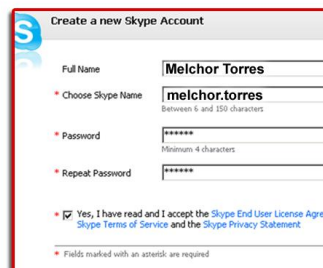 S
Create a new Skype Account
Full Name Melchor Torres
* Choose Skype Name melchor.torres
Between 6 and 150 characters
* Password ******
Minimum 4 characters
* Repeat Password ******
* Yes, I have read and I accept the Skype End User License Agre
Skype Terms of Service and the Skype Privacy Statement
* Fields marked with an asterisk are required